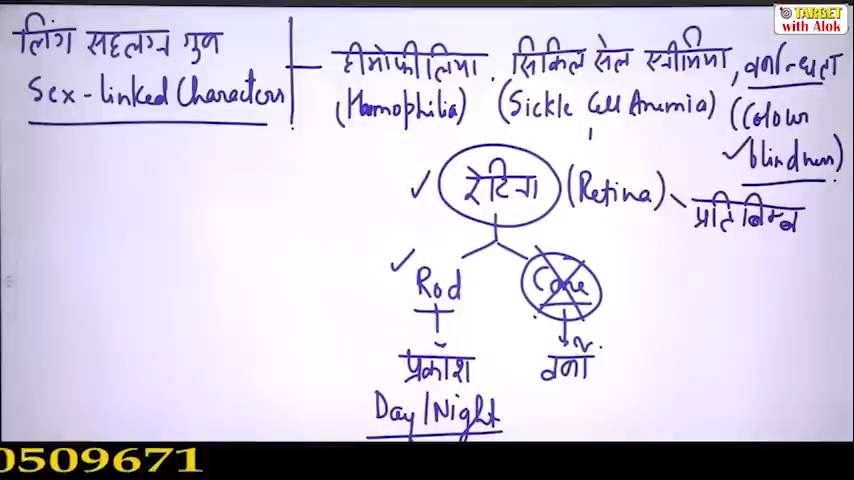 TARGET
with Alok
लिंग सहलग्न गुण
Sex-linked Characters
हीमोफीलिया, सिकिल सेल एनीमिया, वर्णान्धता
(Haemophilia) (Sickle Cell Anemia) (Colour
blindness)
रेटिना (Retina) प्रतिबिम्ब
Rod Cone
प्रकाश वर्ण
Day/Night
0509671